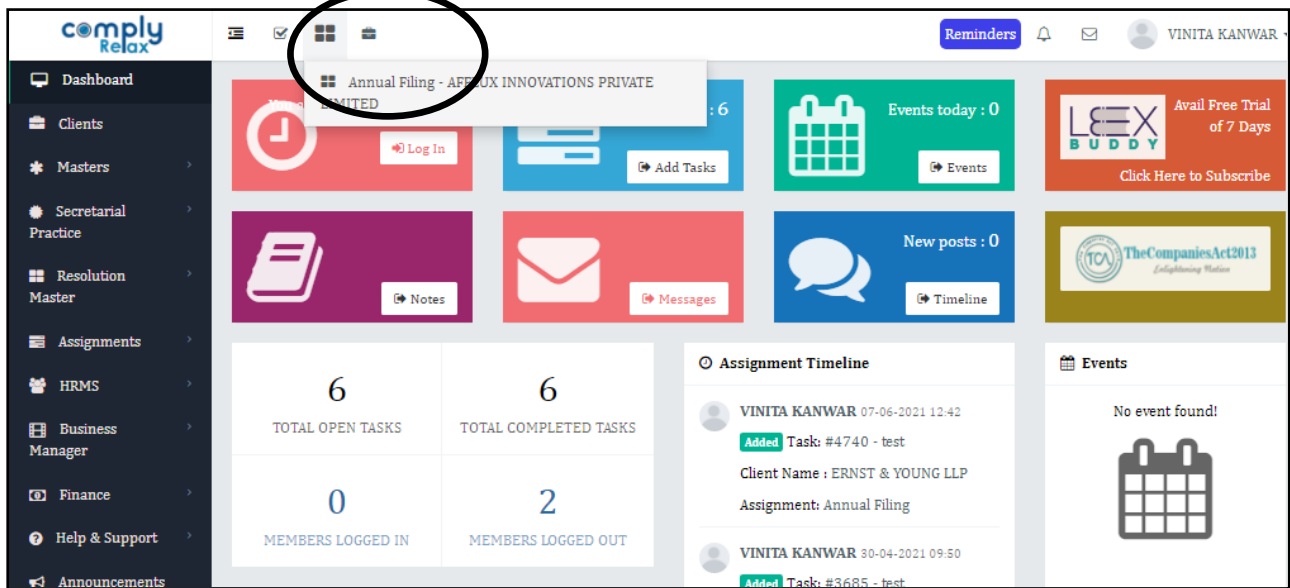 comply
Relax
Reminders
VINITA KANWAR
Dashboard
Clients
Masters
Secretarial
Practice
Resolution
Master
Assignments
HRMS
Business
Manager
Finance
Help & Support
Announcements
Annual Filing - AFFLUX INNOVATIONS PRIVATE
LIMITED
Log In
: 6
Add Tasks
Events today : 0
Events
LEX
BUDDY
Avail Free Trial
of 7 Days
Click Here to Subscribe
Notes
Messages
New posts : 0
Timeline
TCA
TheCompaniesAct2013
Enlightening Nation
6
TOTAL OPEN TASKS
6
TOTAL COMPLETED TASKS
0
MEMBERS LOGGED IN
2
MEMBERS LOGGED OUT
Assignment Timeline
VINITA KANWAR 07-06-2021 12:42
Added Task: #4740 - test
Client Name : ERNST & YOUNG LLP
Assignment: Annual Filing
VINITA KANWAR 30-04-2021 09:50
Added Task: #3685 - test
Events
No event found!